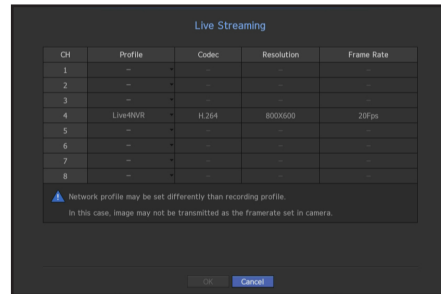 Live Streaming
CH Profile Codec Resolution Frame Rate
1 - - - -
2 - - - -
3 - - - -
4 Live4NVR H.264 800X600 20Fps
5 - - - -
6 - - - -
7 - - - -
8 - - - -
Network profile may be set differently than recording profile.
In this case, image may not be transmitted as the framerate set in camera.
OK Cancel